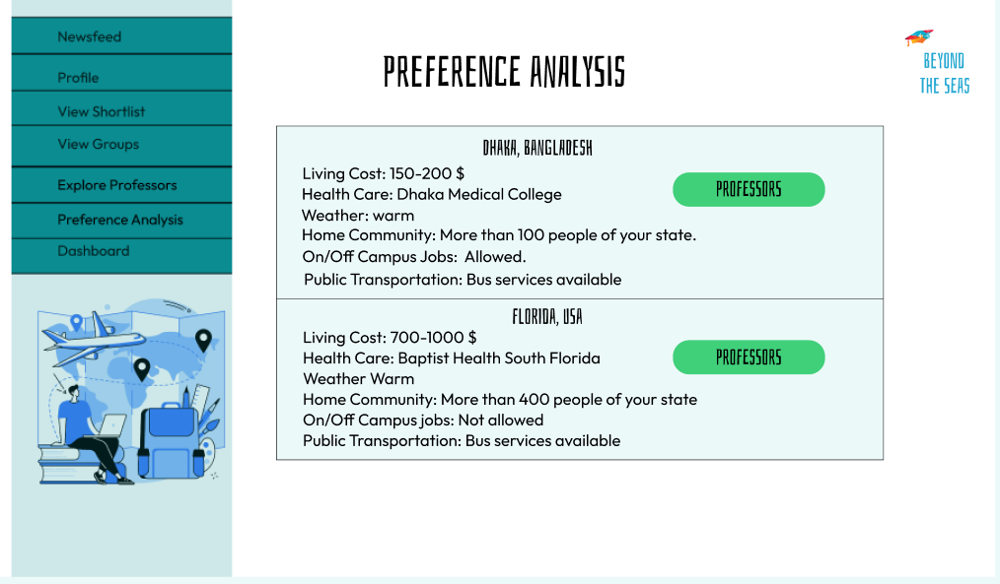 Newsfeed
Profile
View Shortlist
View Groups
Explore Professors
Preference Analysis
Dashboard
PREFERENCE ANALYSIS
BEYOND
THE SEAS
DHAKA, BANGLADESH
Living Cost: 150-200 $
Health Care: Dhaka Medical College
Weather: warm
Home Community: More than 100 people of your state.
On/Off Campus Jobs: Allowed.
Public Transportation: Bus services available
PROFESSORS
FLORIDA, USA
Living Cost: 700-1000 $
Health Care: Baptist Health South Florida
Weather Warm
Home Community: More than 400 people of your state
On/Off Campus jobs: Not allowed
Public Transportation: Bus services available
PROFESSORS